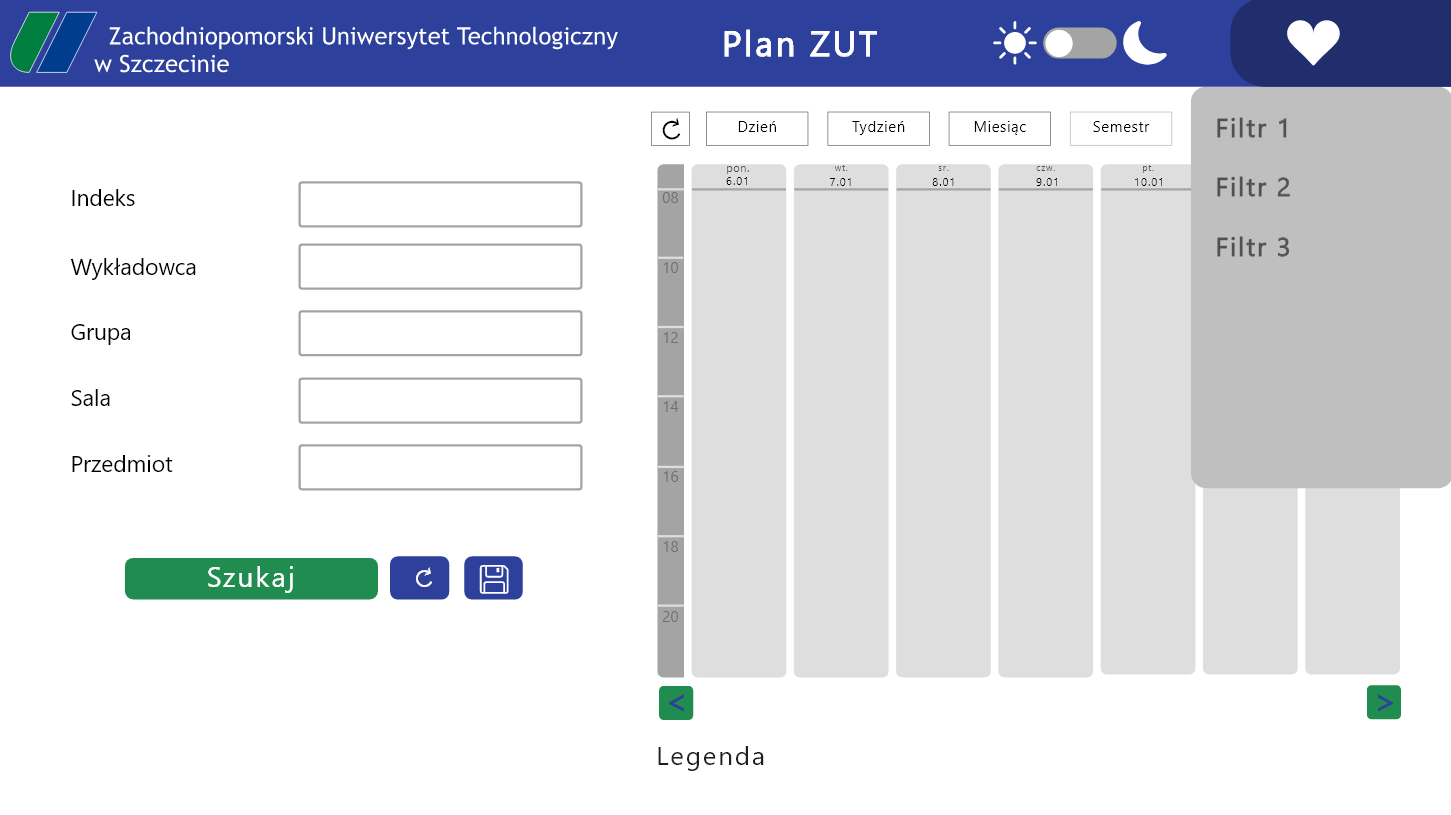 Zachodniopomorski Uniwersytet Technologiczny
w Szczecinie
Plan ZUT
Dzień
Tydzień
Miesiąc
Semestr
Filtr 1
Filtr 2
Filtr 3
Indeks
Wykładowca
Grupa
Sala
Przedmiot
Szukaj
pon.
6.01
wt.
7.01
sr.
8.01
czw.
9.01
pt.
10.01
08
10
12
14
16
18
20
<
>
Legenda